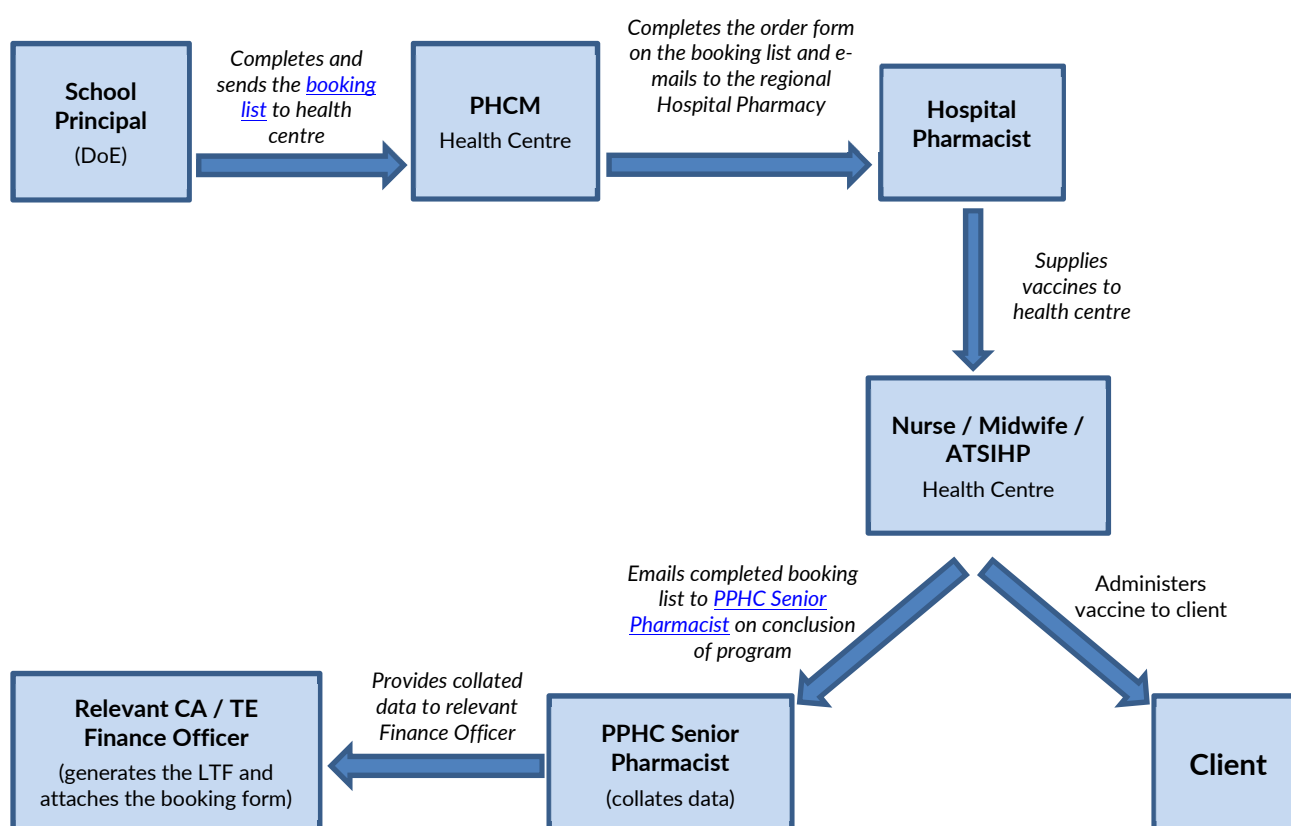 School
Principal
(DoE)
Completes and
sends the booking
list to health
centre
PHCM
Health Centre
Completes the order form
on the booking list and e-
mails to the regional
Hospital Pharmacy
Hospital
Pharmacist
Supplies
vaccines to
health centre
Nurse / Midwife /
ATSIHP
Health Centre
Emails completed booking
list to PPHC Senior
Pharmacist on conclusion
of program
Administers
vaccine to client
Relevant CA / TE
Finance Officer
(generates the LTF and
attaches the booking form)
Provides collated
data to relevant
Finance Officer
PPHC Senior
Pharmacist
(collates data)
Client